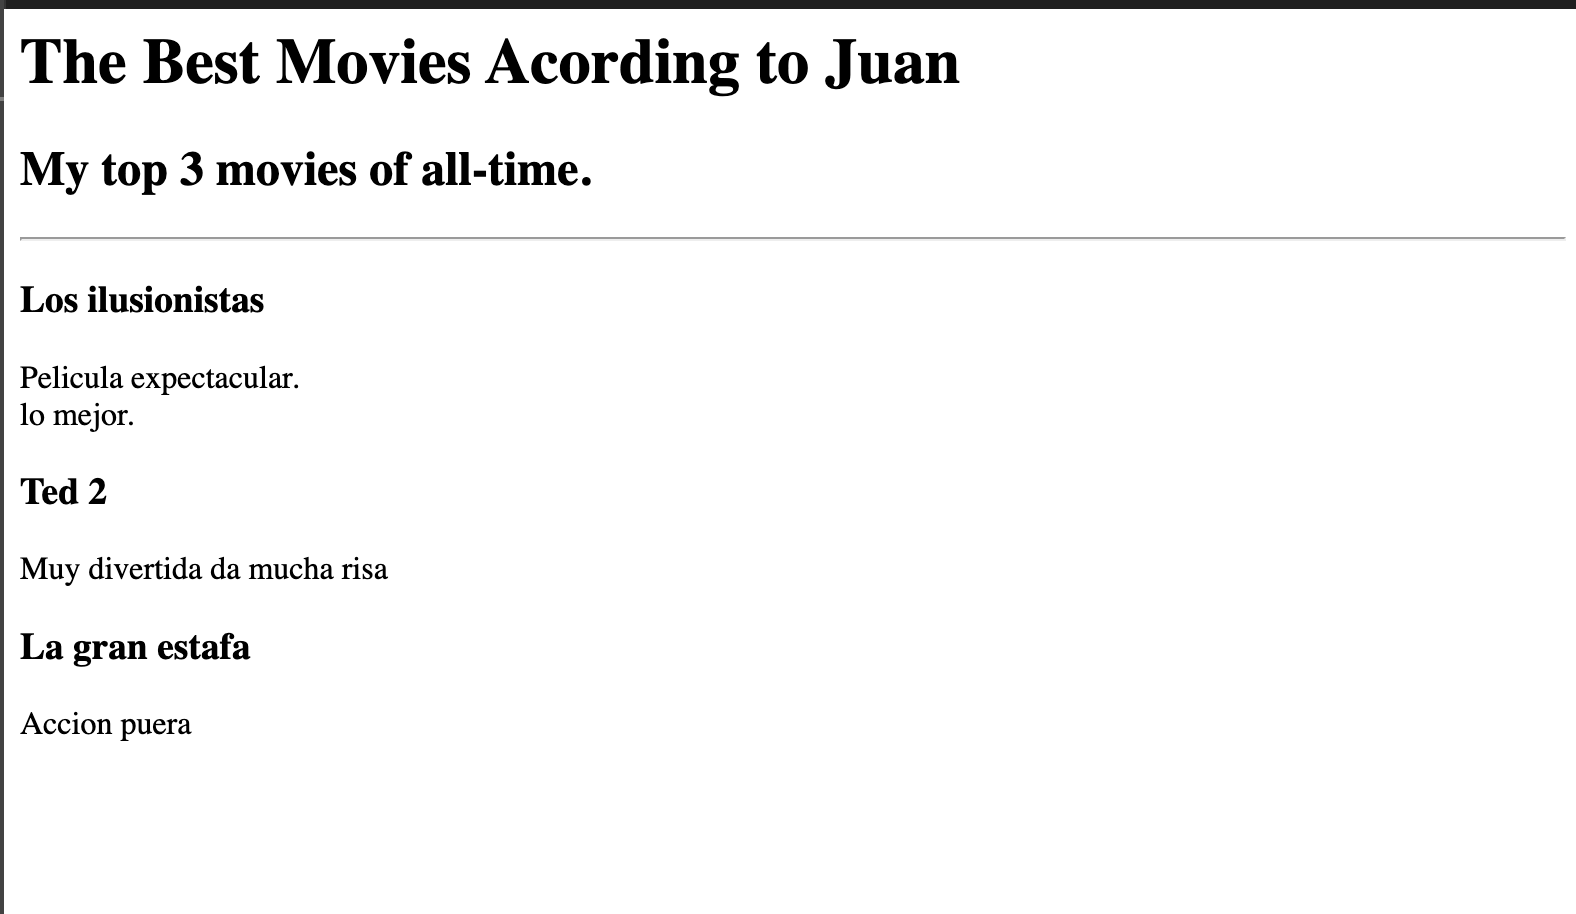 The Best Movies Acording to Juan
My top 3 movies of all-time.
Los ilusionistas
Pelicula expectacular.
lo mejor.
Ted 2
Muy divertida da mucha risa
La gran estafa
Accion puera